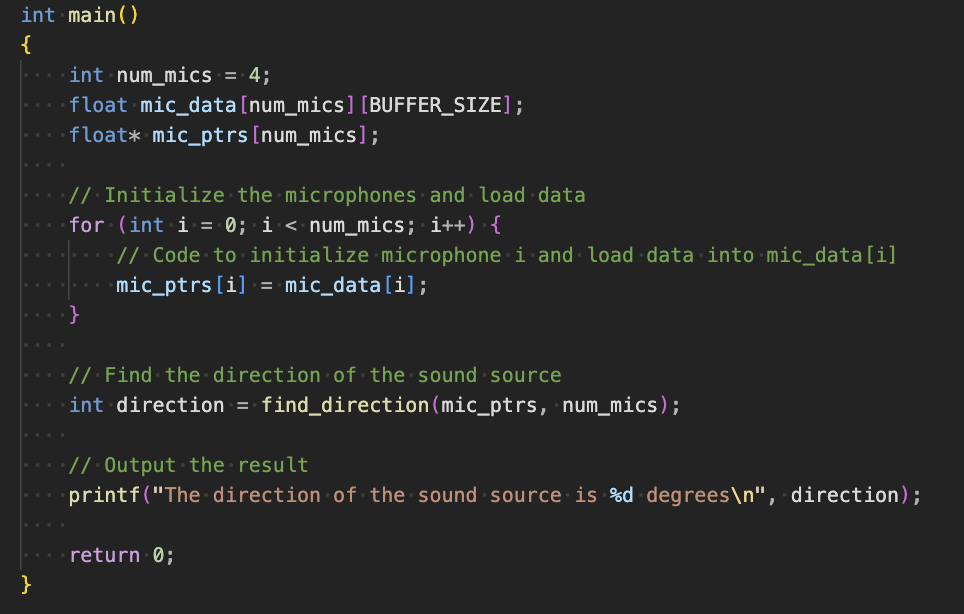 int main()
{
    int num_mics = 4;
    float mic_data[num_mics][BUFFER_SIZE];
    float* mic_ptrs[num_mics];

    // Initialize the microphones and load data
    for (int i = 0; i < num_mics; i++) {
        // Code to initialize microphone i and load data into mic_data[i]
        mic_ptrs[i] = mic_data[i];
    }

    // Find the direction of the sound source
    int direction = find_direction(mic_ptrs, num_mics);

    // Output the result
    printf("The direction of the sound source is %d degrees\n", direction);

    return 0;
}